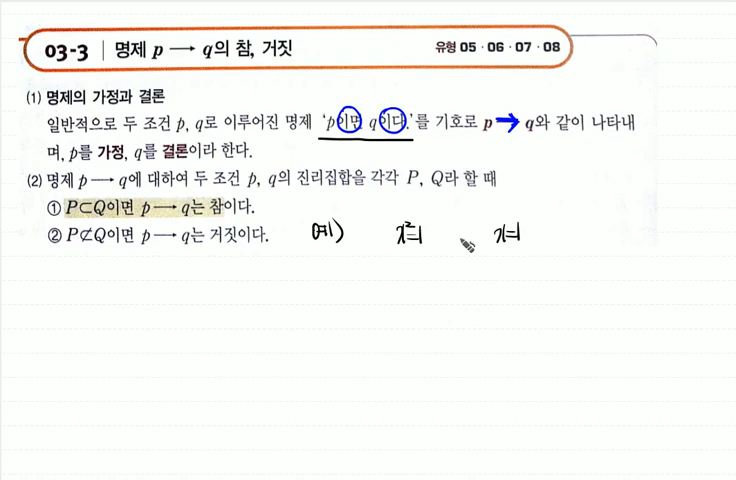 03-3 | 명제 p → q의 참, 거짓 유형 05 · 06 · 07 · 08
(1) 명제의 가정과 결론
일반적으로 두 조건 p, q로 이루어진 명제 ‘p이면 q이다.’를 기호로 p → q와 같이 나타내
며, p를 가정, q를 결론이라 한다.
(2) 명제 p → q에 대하여 두 조건 p, q의 진리집합을 각각 P, Q라 할 때
① P⊂Q이면 p → q는 참이다.
② P⊄Q이면 p → q는 거짓이다.
예1) x²=1 x=1